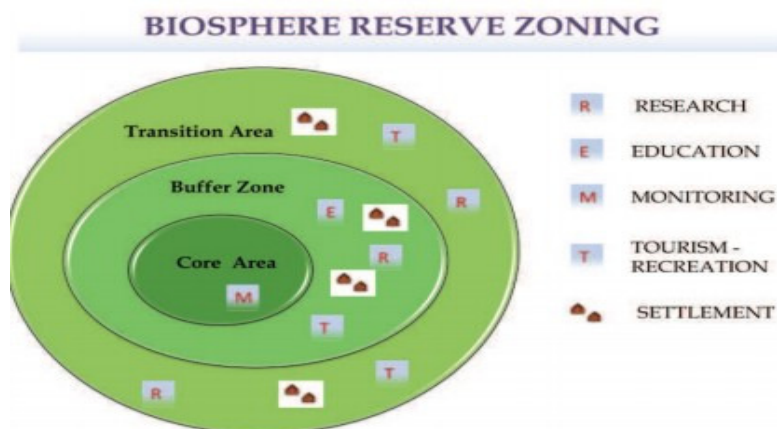 BIOSPHERE RESERVE ZONING
Transition Area
T
R
Buffer Zone
E
R
Core Area
M
T
T
R
R RESEARCH
E EDUCATION
M MONITORING
T TOURISM -
RECREATION
SETTLEMENT